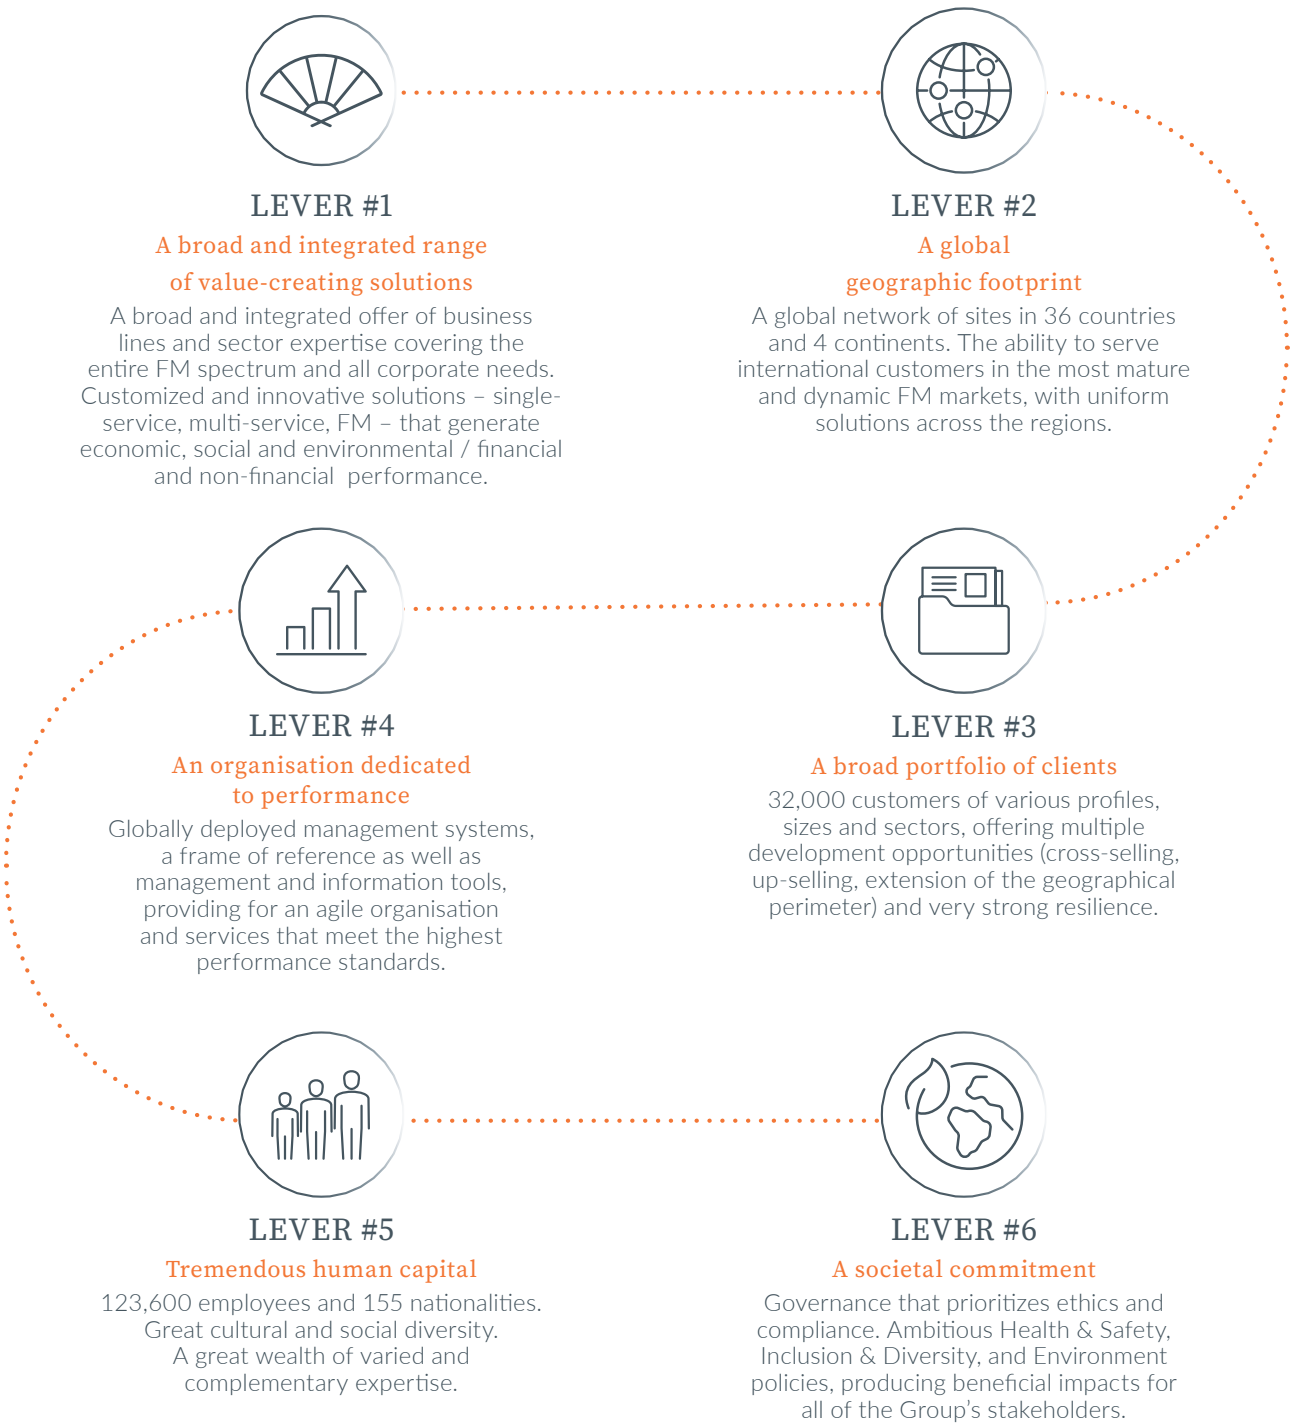 LEVER #1
A broad and integrated range
of value-creating solutions
A broad and integrated offer of business
lines and sector expertise covering the
entire FM spectrum and all corporate needs.
Customized and innovative solutions – single-
service, multi-service, FM – that generate
economic, social and environmental / financial
and non-financial  performance.
LEVER #2
A global
geographic footprint
A global network of sites in 36 countries
and 4 continents. The ability to serve
international customers in the most mature
and dynamic FM markets, with uniform
solutions across the regions.
LEVER #3
A broad portfolio of clients
32,000 customers of various profiles,
sizes and sectors, offering multiple
development opportunities (cross-selling,
up-selling, extension of the geographical
perimeter) and very strong resilience.
LEVER #4
An organisation dedicated
to performance
Globally deployed management systems,
a frame of reference as well as
management and information tools,
providing for an agile organisation
and services that meet the highest
performance standards.
LEVER #5
Tremendous human capital
123,600 employees and 155 nationalities.
Great cultural and social diversity.
A great wealth of varied and
complementary expertise.
LEVER #6
A societal commitment
Governance that prioritizes ethics and
compliance. Ambitious Health & Safety,
Inclusion & Diversity, and Environment
policies, producing beneficial impacts for
all of the Group’s stakeholders.